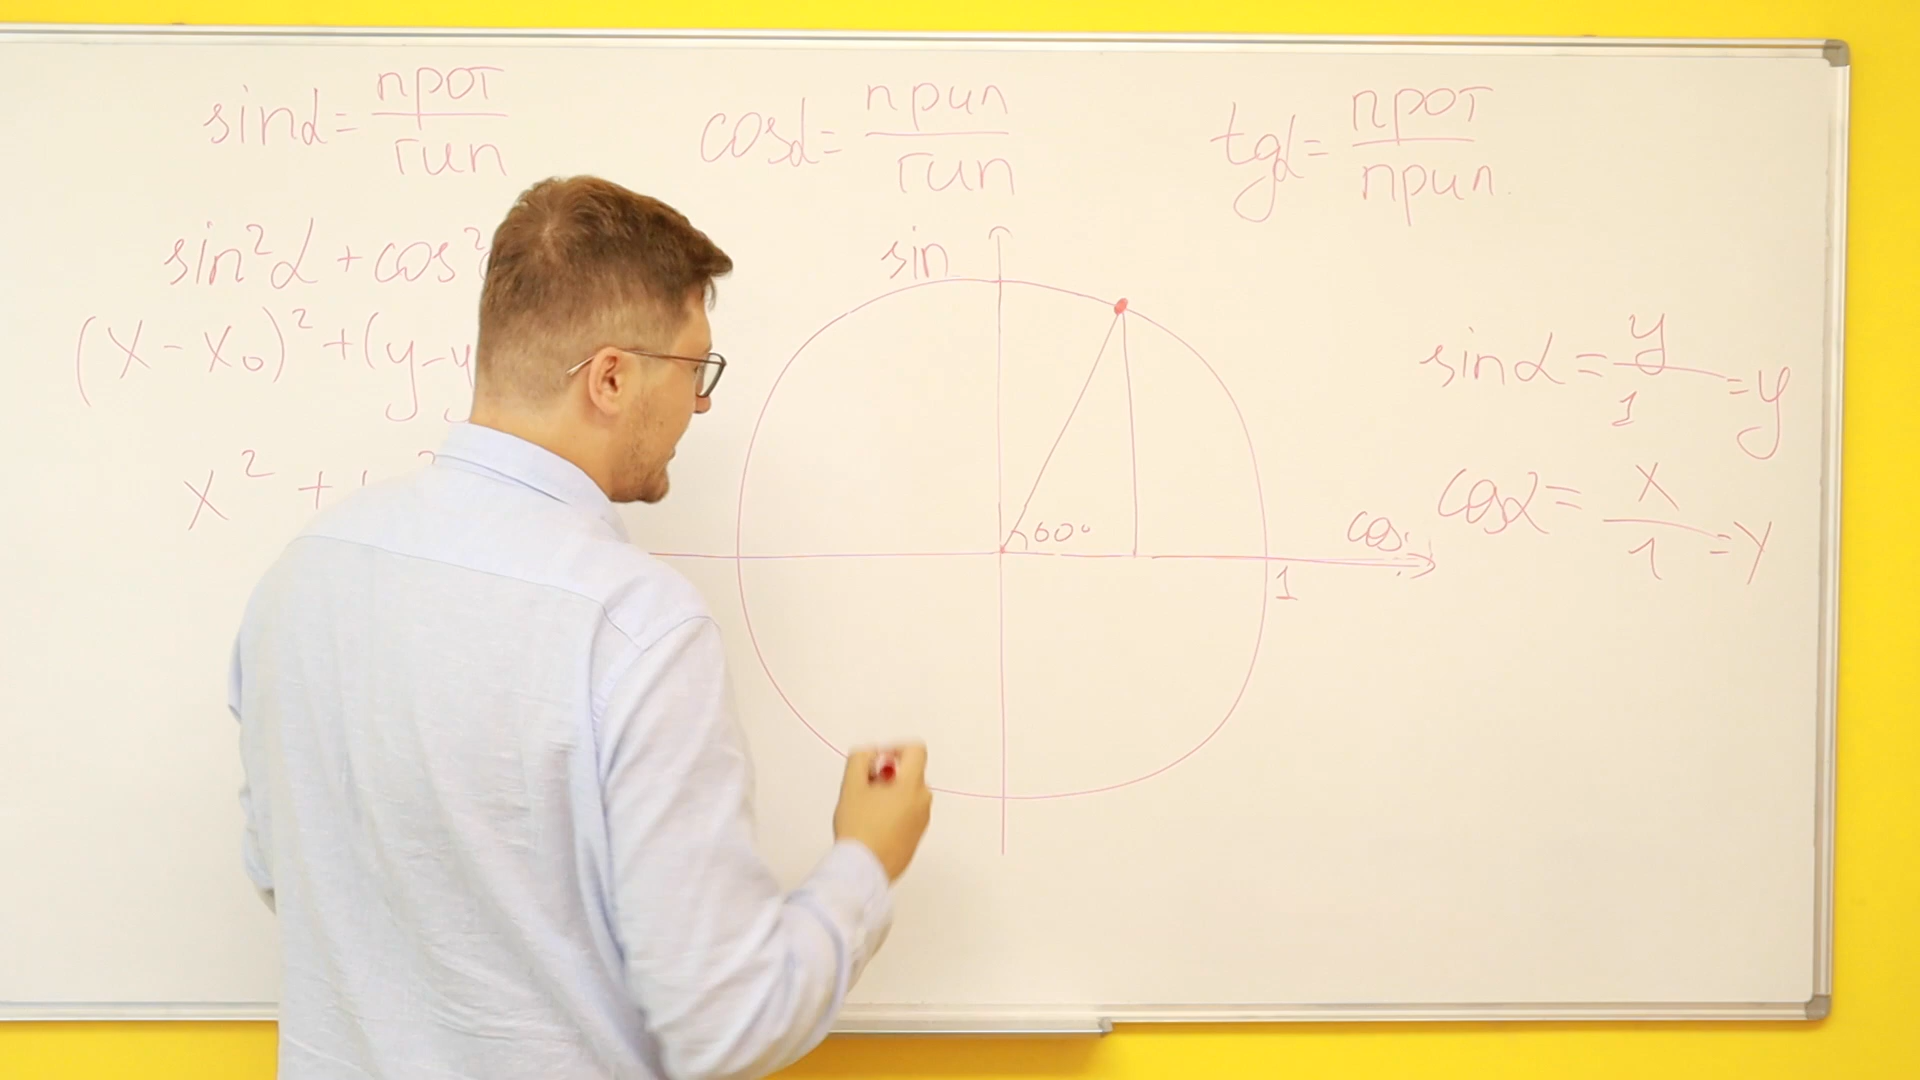 sinα = прот/гип
cosα = прил/гип
tgα = прот/прил.
sin²α + cos²
(x - x₀)² + (y - y
x² +
sin
60°
cos
1
sinα = y/1 = y
cosα = x/1 =